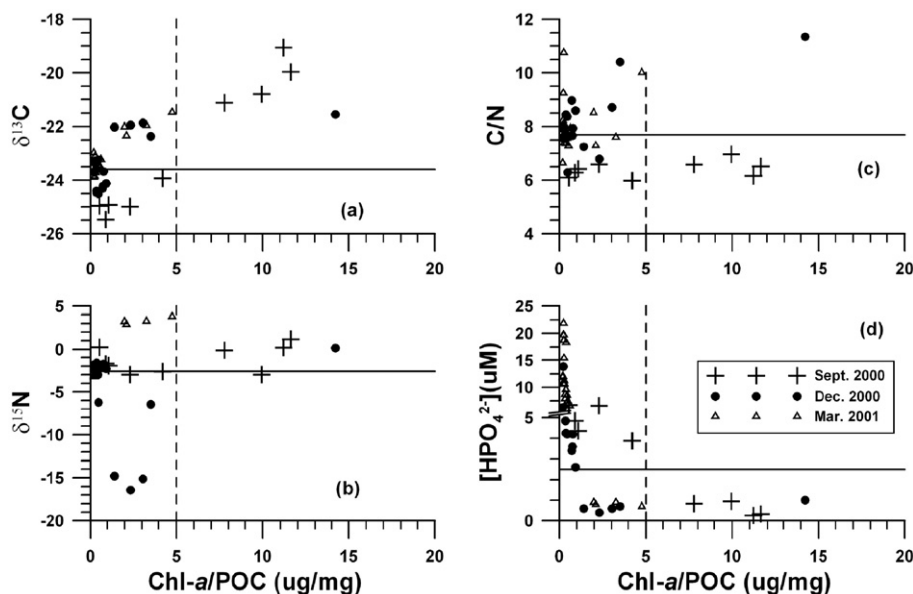 -18
-20
-22
-24
-26
δ¹³C
(a)
0 5 10 15 20
12
10
8
6
4
C/N
(c)
0 5 10 15 20
5
0
-5
-10
-15
-20
δ¹⁵N
(b)
0 5 10 15 20
Chl-a/POC (ug/mg)
25
20
15
10
5
0
[HPO₄²⁻](uM)
(d)
Sept. 2000
Dec. 2000
Mar. 2001
0 5 10 15 20
Chl-a/POC (ug/mg)